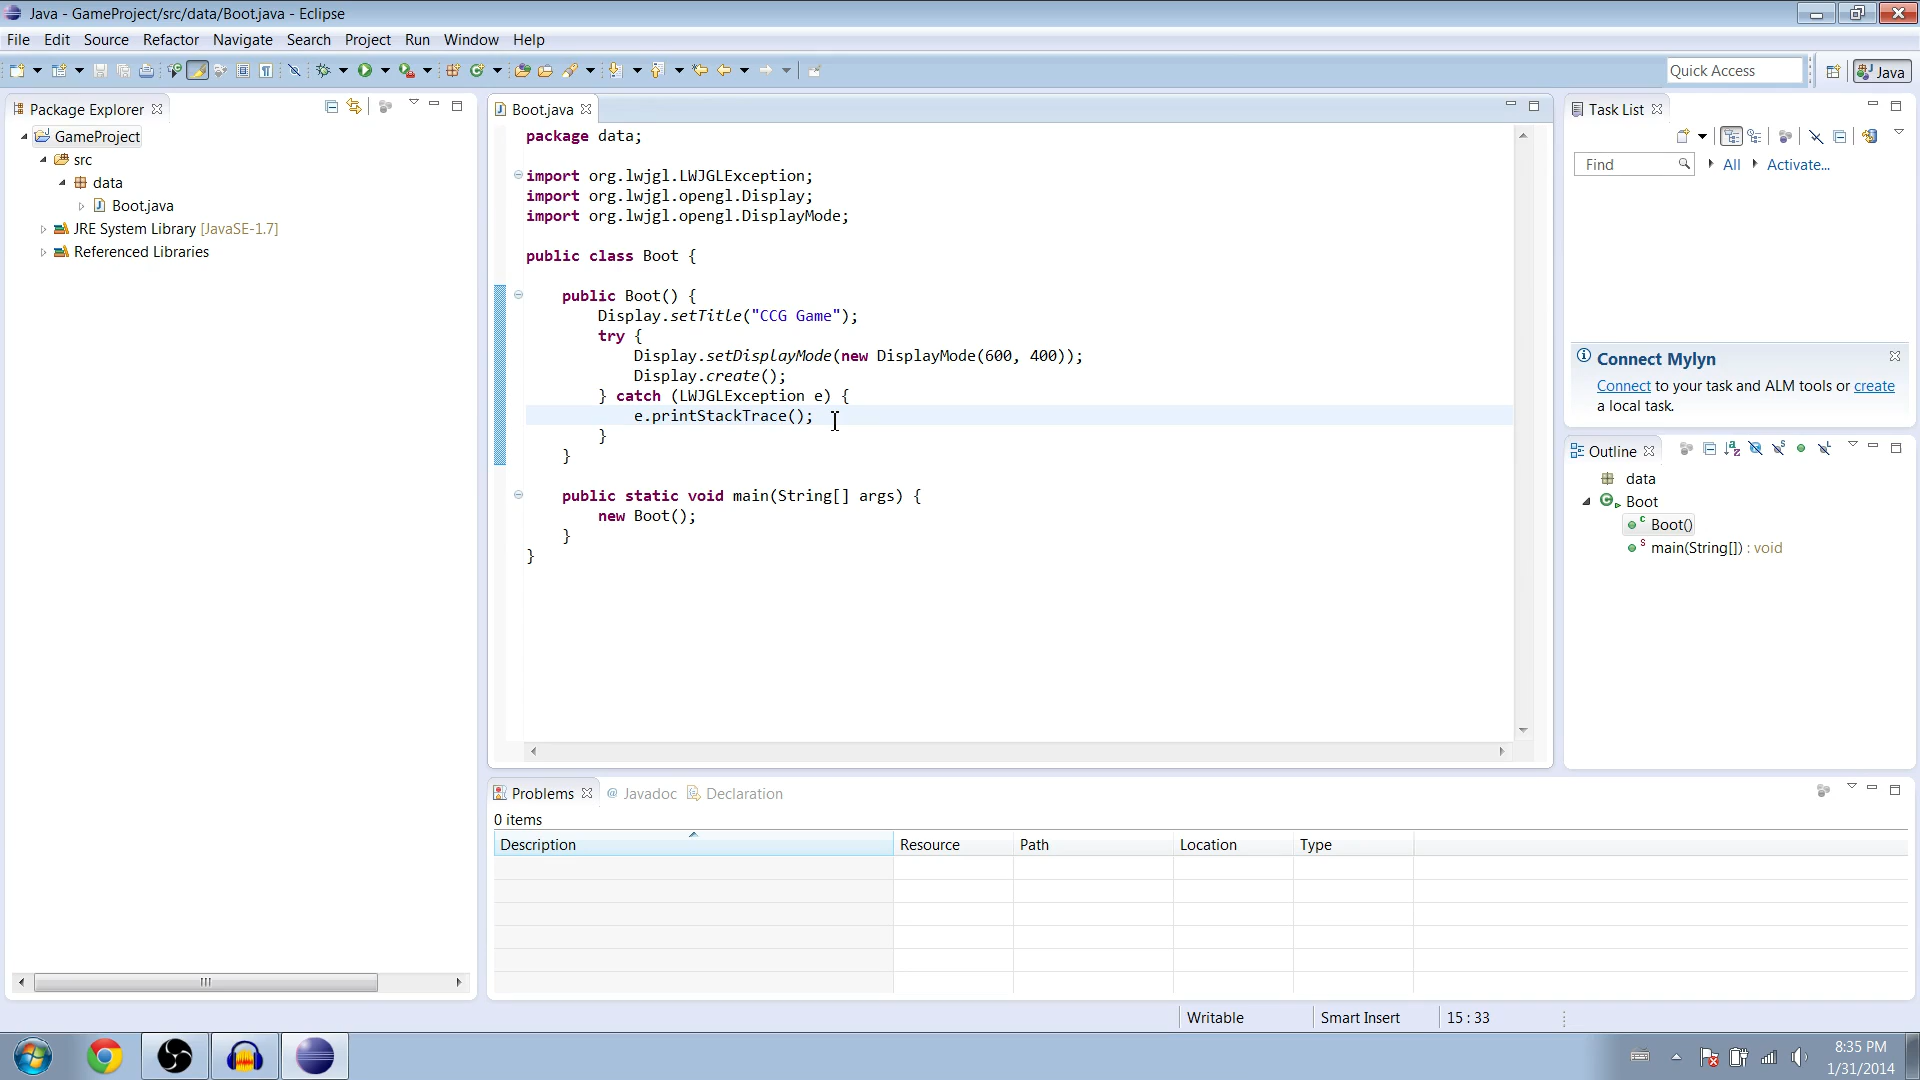 Java - GameProject/src/data/Boot.java - Eclipse
File Edit Source Refactor Navigate Search Project Run Window Help
Quick Access
Java
Package Explorer
GameProject
src
data
Boot.java
JRE System Library [JavaSE-1.7]
Referenced Libraries
Boot.java
package data;
import org.lwjgl.LWJGLException;
import org.lwjgl.opengl.Display;
import org.lwjgl.opengl.DisplayMode;
public class Boot {
public Boot() {
Display.setTitle("CCG Game");
try {
Display.setDisplayMode(new DisplayMode(600, 400));
Display.create();
} catch (LWJGLException e) {
e.printStackTrace();
}
}
public static void main(String[] args) {
new Boot();
}
}
Task List
Find All Activate...
Connect Mylyn
Connect to your task and ALM tools or create
a local task.
Outline
data
Boot
Boot()
main(String[]) : void
Problems @ Javadoc Declaration
0 items
Description Resource Path Location Type
Writable Smart Insert 15 : 33
8:35 PM
1/31/2014